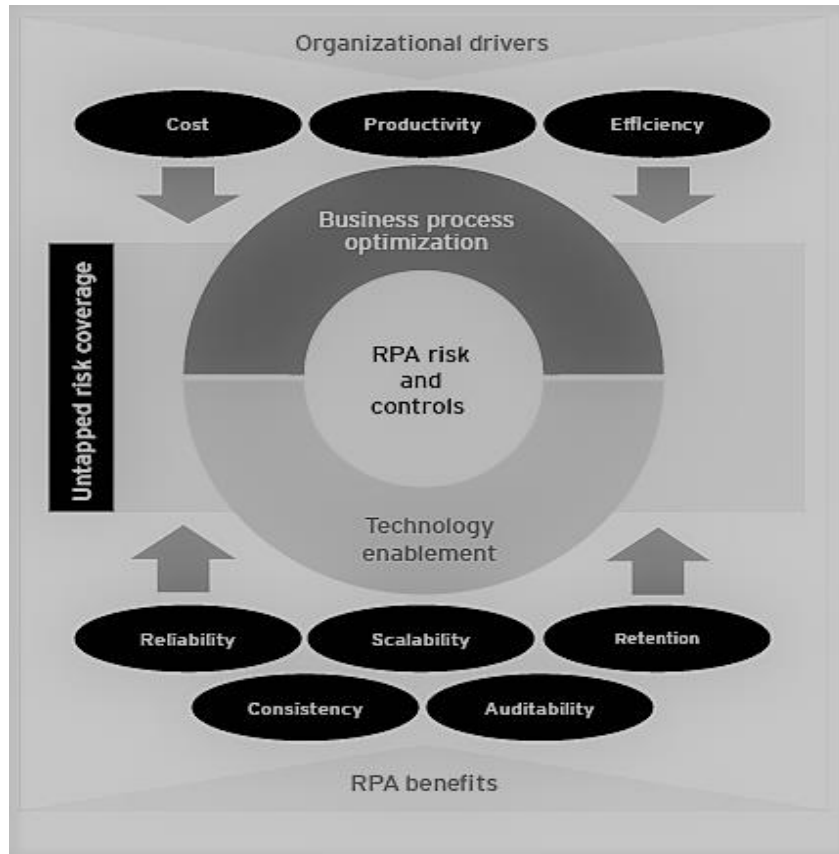 Organizational drivers
Cost
Productivity
Efficiency
Business process
optimization
Untapped risk coverage
RPA risk
and
controls
Technology
enablement
Reliability
Scalability
Retention
Consistency
Auditability
RPA benefits